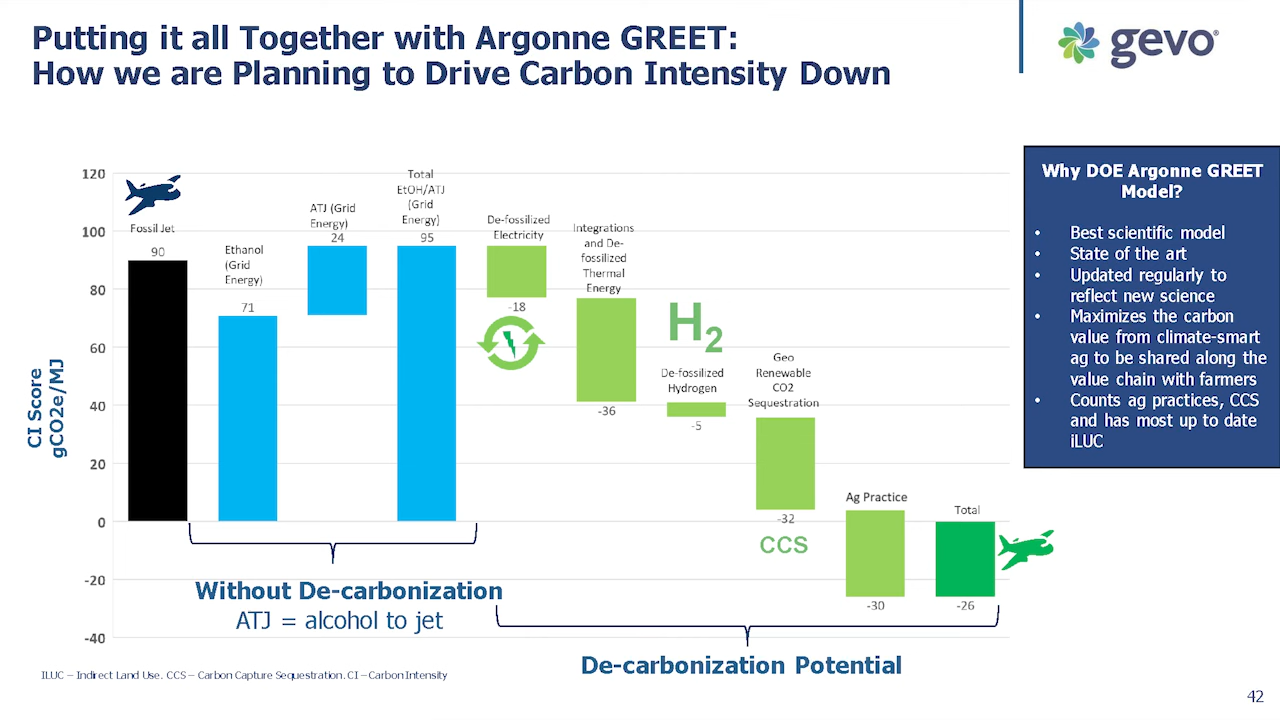 Putting it all Together with Argonne GREET:
How we are Planning to Drive Carbon Intensity Down
gevo®
120
100
80
60
40
20
0
-20
-40
CI Score
gCO2e/MJ
Fossil Jet
90
Ethanol
(Grid
Energy)
71
ATJ (Grid
Energy)
24
Total
EtOH/ATJ
(Grid
Energy)
95
De-fossilized
Electricity
-18
Integrations
and De-
fossilized
Thermal
Energy
-36
H2
De-fossilized
Hydrogen
-5
Geo
Renewable
CO2
Sequestration
-32
CCS
Ag Practice
-30
Total
-26
Without De-carbonization
ATJ = alcohol to jet
De-carbonization Potential
Why DOE Argonne GREET
Model?
• Best scientific model
• State of the art
• Updated regularly to
reflect new science
• Maximizes the carbon
value from climate-smart
ag to be shared along the
value chain with farmers
• Counts ag practices, CCS
and has most up to date
iLUC
ILUC – Indirect Land Use. CCS – Carbon Capture Sequestration. CI – Carbon Intensity
42